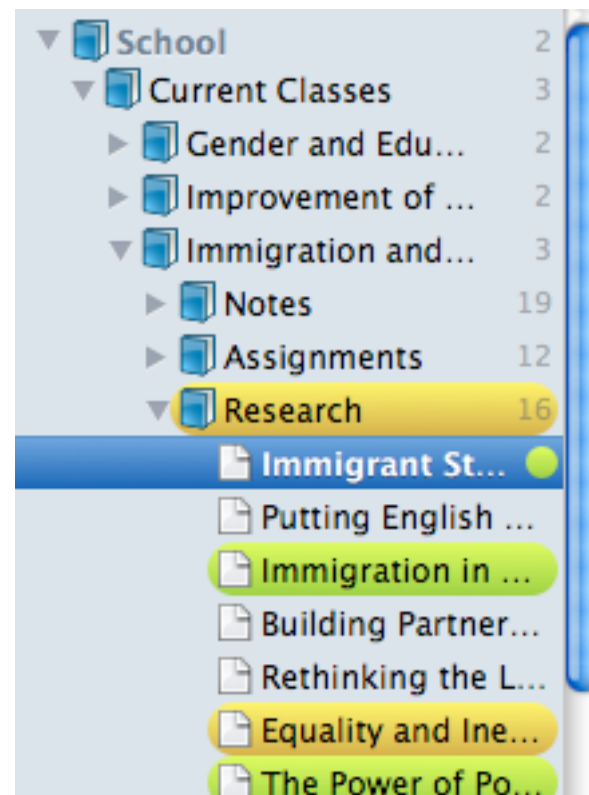 School 2
Current Classes 3
Gender and Edu... 2
Improvement of ... 2
Immigration and... 3
Notes 19
Assignments 12
Research 16
Immigrant St...
Putting English ...
Immigration in ...
Building Partner...
Rethinking the L...
Equality and Ine...
The Power of Po...